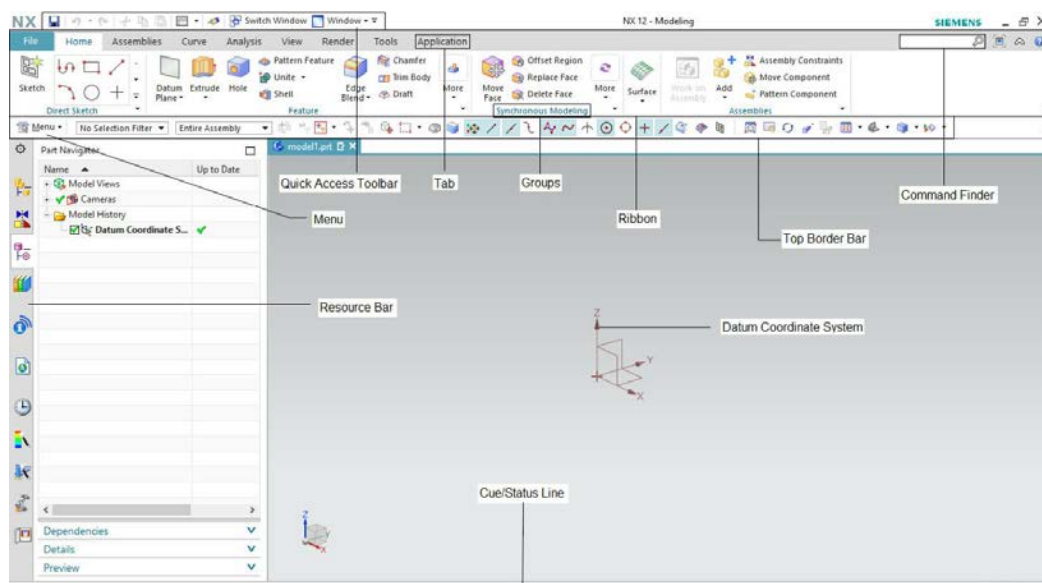 NX Switch Window Window NX 12 - Modeling SIEMENS
File Home Assemblies Curve Analysis View Render Tools Application
Sketch
Direct Sketch
Datum Plane
Extrude
Hole
Pattern Feature
Unite
Shell
Edge Blend
Chamfer
Trim Body
Draft
More
Feature
Move Face
Offset Region
Replace Face
Delete Face
More
Synchronous Modeling
Surface
Work on Assembly
Add
Assembly Constraints
Move Component
Pattern Component
Assemblies
Menu No Selection Filter Entire Assembly
Part Navigator
model1.prt
Name Up to Date
Model Views
Cameras
Model History
Datum Coordinate S...
Quick Access Toolbar
Tab
Groups
Command Finder
Menu
Ribbon
Top Border Bar
Resource Bar
Z
Datum Coordinate System
Y
X
Cue/Status Line
Z
Y
X
Dependencies
Details
Preview